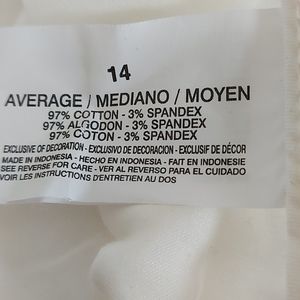 14
AVERAGE / MEDIANO / MOYEN
97% COTTON - 3% SPANDEX
97% ALGODON - 3% SPANDEX
97% COTON - 3% SPANDEX
EXCLUSIVE OF DECORATION - EXCLUSIVO DE DECORACION - EXCLUSIF DE DÉCOR
MADE IN INDONESIA - HECHO EN INDONESIA - FAIT EN INDONESIE
SEE REVERSE FOR CARE - VER AL REVERSO PARA EL CUIDADO
VOIR LES INSTRUCTIONS D'ENTRETIEN AU DOS